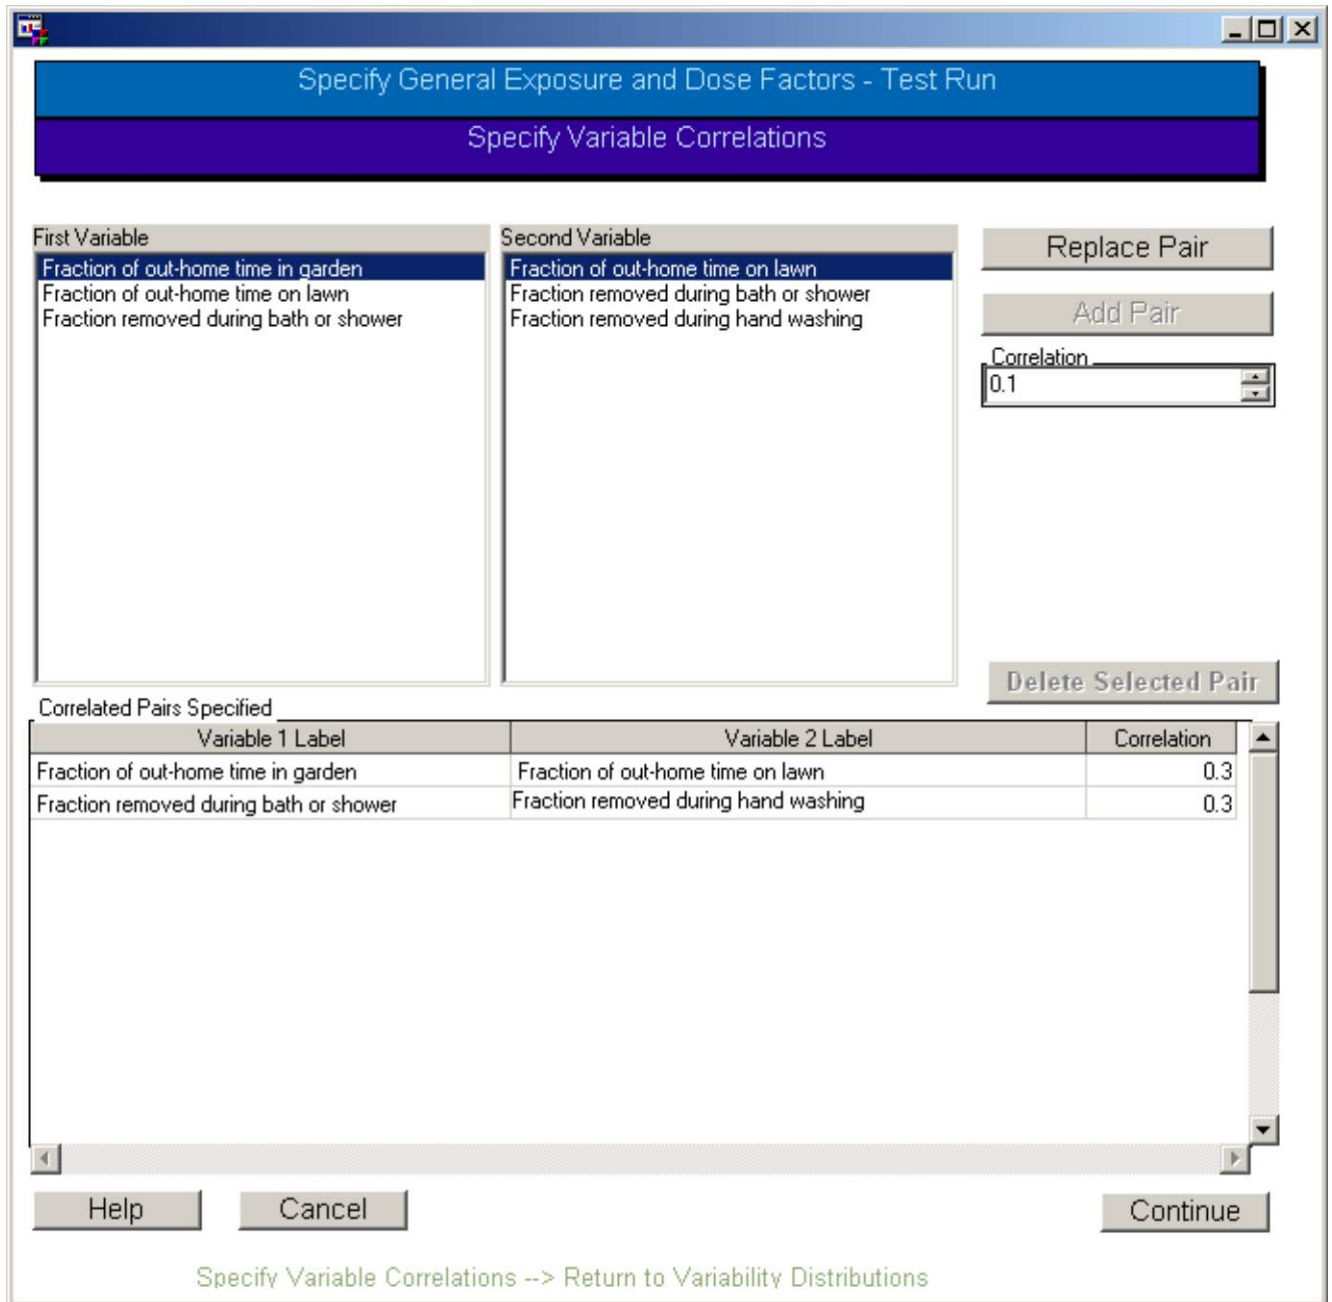 Specify General Exposure and Dose Factors - Test Run
Specify Variable Correlations
First Variable
Fraction of out-home time in garden
Fraction of out-home time on lawn
Fraction removed during bath or shower
Second Variable
Fraction of out-home time on lawn
Fraction removed during bath or shower
Fraction removed during hand washing
Replace Pair
Add Pair
Correlation
0.1
Delete Selected Pair
Correlated Pairs Specified
Variable 1 Label Variable 2 Label Correlation
Fraction of out-home time in garden Fraction of out-home time on lawn 0.3
Fraction removed during bath or shower Fraction removed during hand washing 0.3
Help Cancel Continue
Specify Variable Correlations --> Return to Variability Distributions